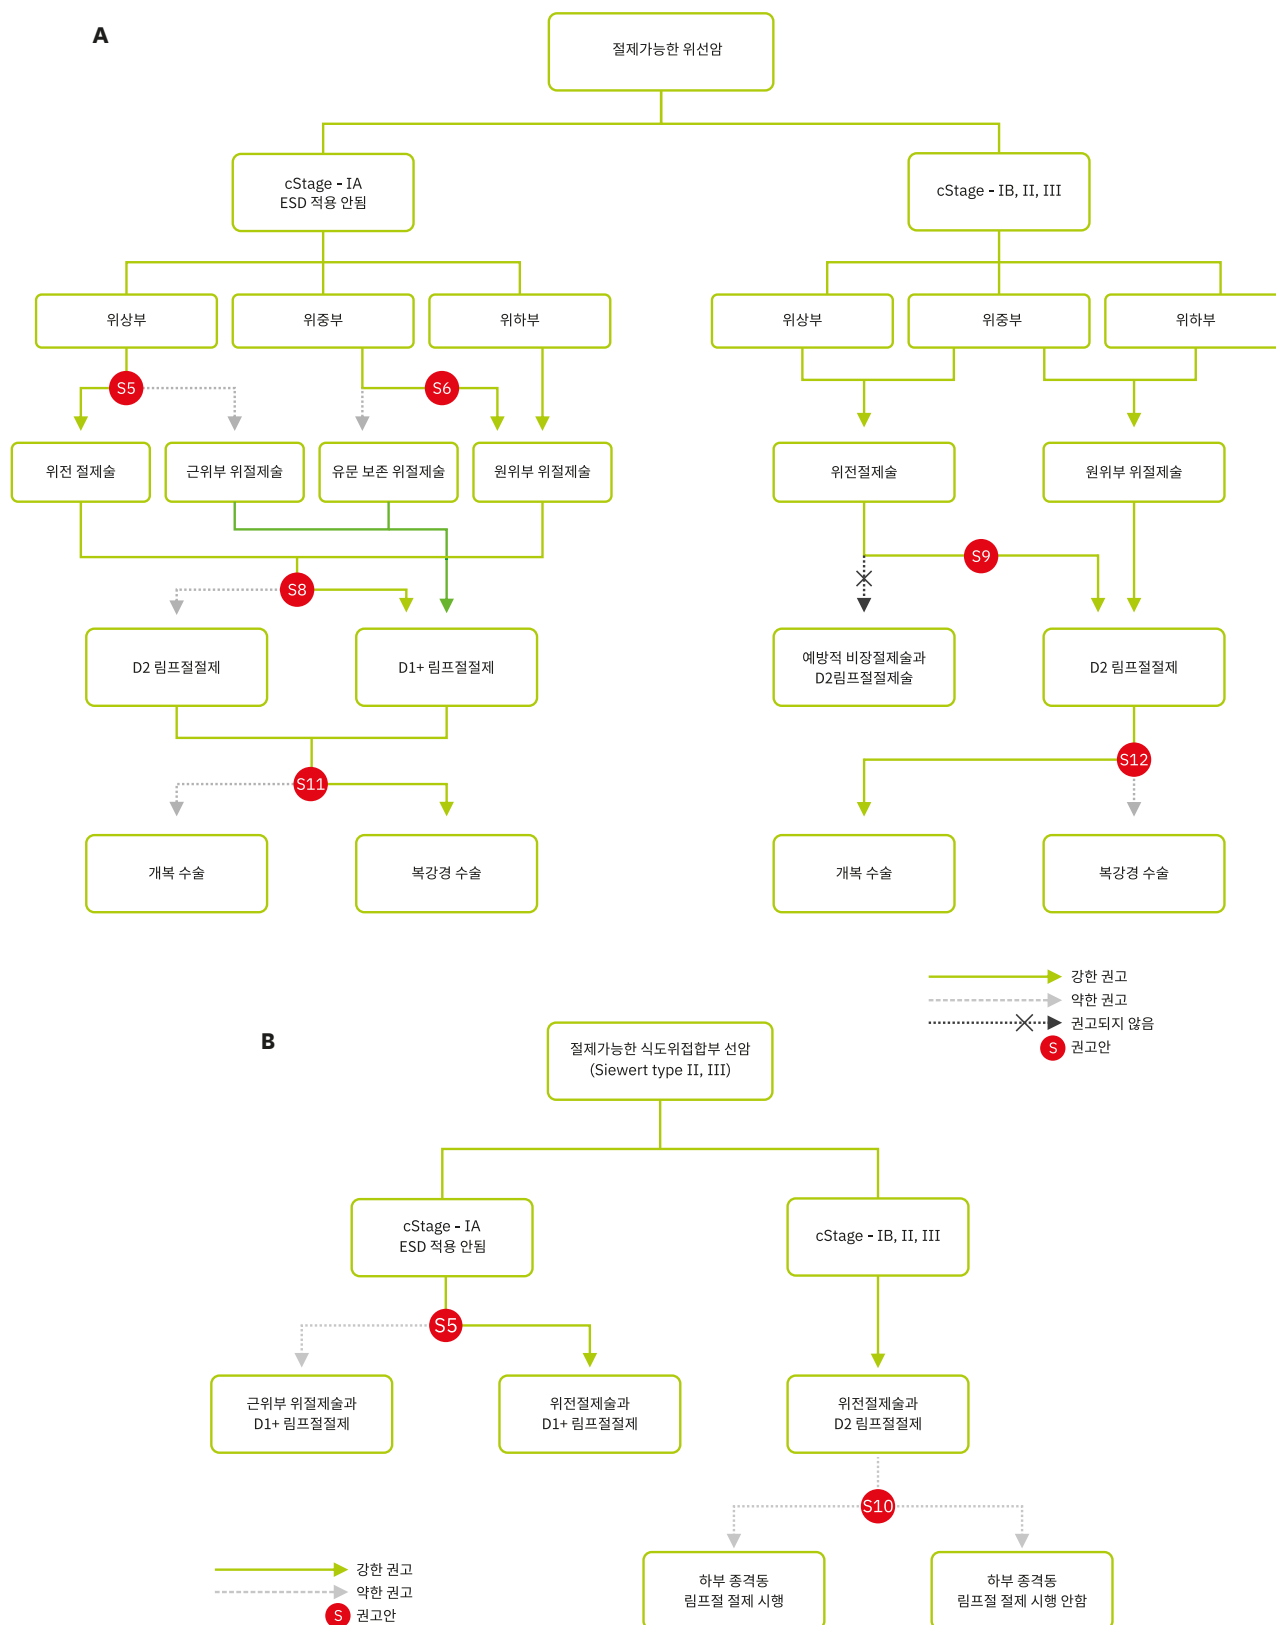 A
절제가능한 위선암
cStage - IA
ESD 적용 안됨
cStage - IB, II, III
위상부
위중부
위하부
위상부
위중부
위하부
S5
S6
위전 절제술
근위부 위절제술
유문 보존 위절제술
원위부 위절제술
위전절제술
원위부 위절제술
S8
S9
D2 림프절절제
D1+ 림프절절제
예방적 비장절제술과
D2림프절절제술
D2 림프절절제
S11
S12
개복 수술
복강경 수술
개복 수술
복강경 수술
강한 권고
약한 권고
권고되지 않음
S 권고안
B
절제가능한 식도위접합부 선암
(Siewert type II, III)
cStage - IA
ESD 적용 안됨
cStage - IB, II, III
S5
근위부 위절제술과
D1+ 림프절절제
위전절제술과
D1+ 림프절절제
위전절제술과
D2 림프절절제
S10
하부 종격동
림프절 절제 시행
하부 종격동
림프절 절제 시행 안함
강한 권고
약한 권고
S 권고안